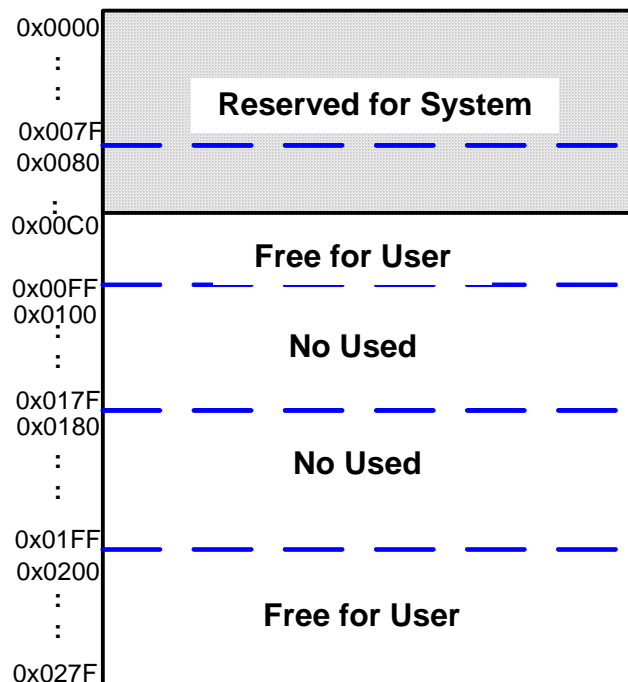 0x0000
:
:
Reserved for System
0x007F
0x0080
:
0x00C0
Free for User
0x00FF
0x0100
:
:
No Used
0x017F
0x0180
:
:
No Used
0x01FF
0x0200
:
:
Free for User
0x027F